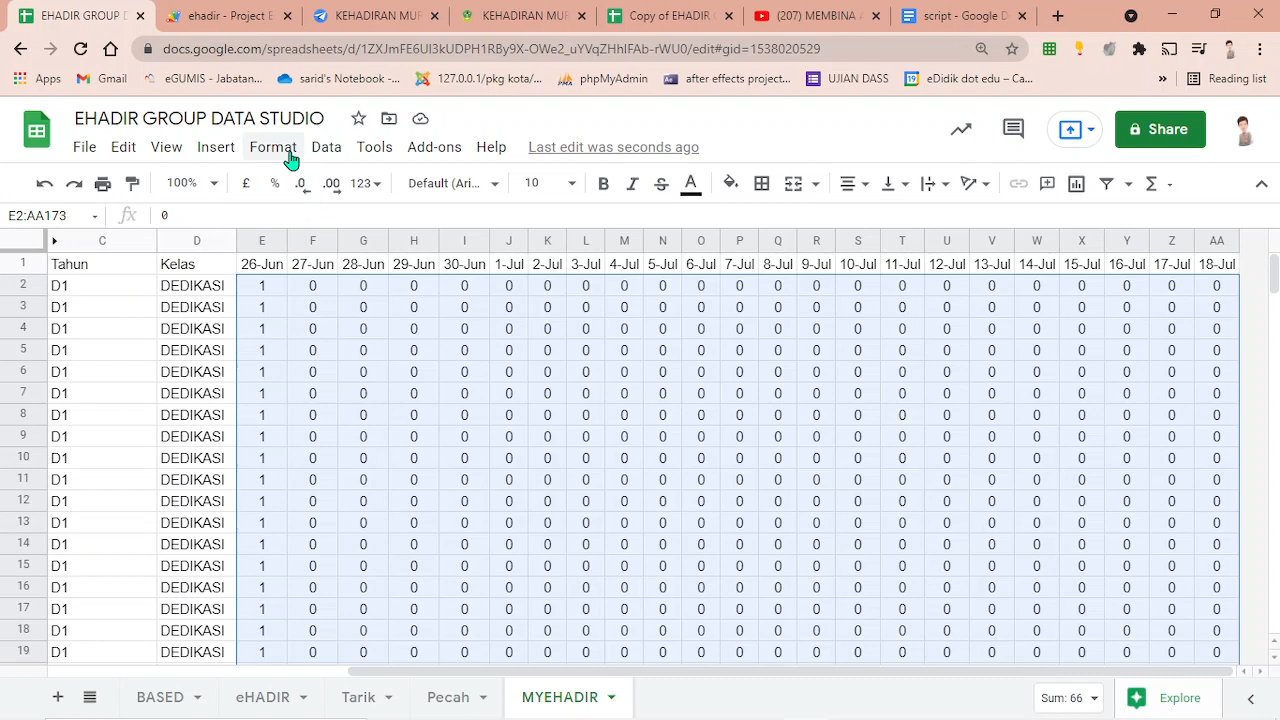 EHADIR GROUP
ehadir - Project E
KEHADIRAN MUR
KEHADIRAN MUR
Copy of EHADIR
(207) MEMBINA
script - Google D
docs.google.com/spreadsheets/d/1ZXJmFE6UI3kUDPH1RBy9X-OWe2_uYVqZHhIFAb-rWU0/edit#gid=1538020529
Apps
Gmail
eGUMIS - Jabatan...
sarid's Notebook -...
127.0.0.1/pkg kota/...
phpMyAdmin
after effects project...
UJIAN DASS
eDidik dot edu – Ca...
Reading list
EHADIR GROUP DATA STUDIO
Share
File Edit View Insert Format Data Tools Add-ons Help Last edit was seconds ago
100% £ % .0 .00 123 Default (Ari... 10 B I S A Σ
E2:AA173 fx 0
C D E F G H I J K L M N O P Q R S T U V W X Y Z AA
1 Tahun Kelas 26-Jun 27-Jun 28-Jun 29-Jun 30-Jun 1-Jul 2-Jul 3-Jul 4-Jul 5-Jul 6-Jul 7-Jul 8-Jul 9-Jul 10-Jul 11-Jul 12-Jul 13-Jul 14-Jul 15-Jul 16-Jul 17-Jul 18-Jul
2 D1 DEDIKASI 1 0 0 0 0 0 0 0 0 0 0 0 0 0 0 0 0 0 0 0 0 0 0
3 D1 DEDIKASI 1 0 0 0 0 0 0 0 0 0 0 0 0 0 0 0 0 0 0 0 0 0 0
4 D1 DEDIKASI 1 0 0 0 0 0 0 0 0 0 0 0 0 0 0 0 0 0 0 0 0 0 0
5 D1 DEDIKASI 1 0 0 0 0 0 0 0 0 0 0 0 0 0 0 0 0 0 0 0 0 0 0
6 D1 DEDIKASI 1 0 0 0 0 0 0 0 0 0 0 0 0 0 0 0 0 0 0 0 0 0 0
7 D1 DEDIKASI 1 0 0 0 0 0 0 0 0 0 0 0 0 0 0 0 0 0 0 0 0 0 0
8 D1 DEDIKASI 1 0 0 0 0 0 0 0 0 0 0 0 0 0 0 0 0 0 0 0 0 0 0
9 D1 DEDIKASI 1 0 0 0 0 0 0 0 0 0 0 0 0 0 0 0 0 0 0 0 0 0 0
10 D1 DEDIKASI 1 0 0 0 0 0 0 0 0 0 0 0 0 0 0 0 0 0 0 0 0 0 0
11 D1 DEDIKASI 1 0 0 0 0 0 0 0 0 0 0 0 0 0 0 0 0 0 0 0 0 0 0
12 D1 DEDIKASI 1 0 0 0 0 0 0 0 0 0 0 0 0 0 0 0 0 0 0 0 0 0 0
13 D1 DEDIKASI 1 0 0 0 0 0 0 0 0 0 0 0 0 0 0 0 0 0 0 0 0 0 0
14 D1 DEDIKASI 1 0 0 0 0 0 0 0 0 0 0 0 0 0 0 0 0 0 0 0 0 0 0
15 D1 DEDIKASI 1 0 0 0 0 0 0 0 0 0 0 0 0 0 0 0 0 0 0 0 0 0 0
16 D1 DEDIKASI 1 0 0 0 0 0 0 0 0 0 0 0 0 0 0 0 0 0 0 0 0 0 0
17 D1 DEDIKASI 1 0 0 0 0 0 0 0 0 0 0 0 0 0 0 0 0 0 0 0 0 0 0
18 D1 DEDIKASI 1 0 0 0 0 0 0 0 0 0 0 0 0 0 0 0 0 0 0 0 0 0 0
19 D1 DEDIKASI 1 0 0 0 0 0 0 0 0 0 0 0 0 0 0 0 0 0 0 0 0 0 0
BASED eHADIR Tarik Pecah MYEHADIR Sum: 66 Explore